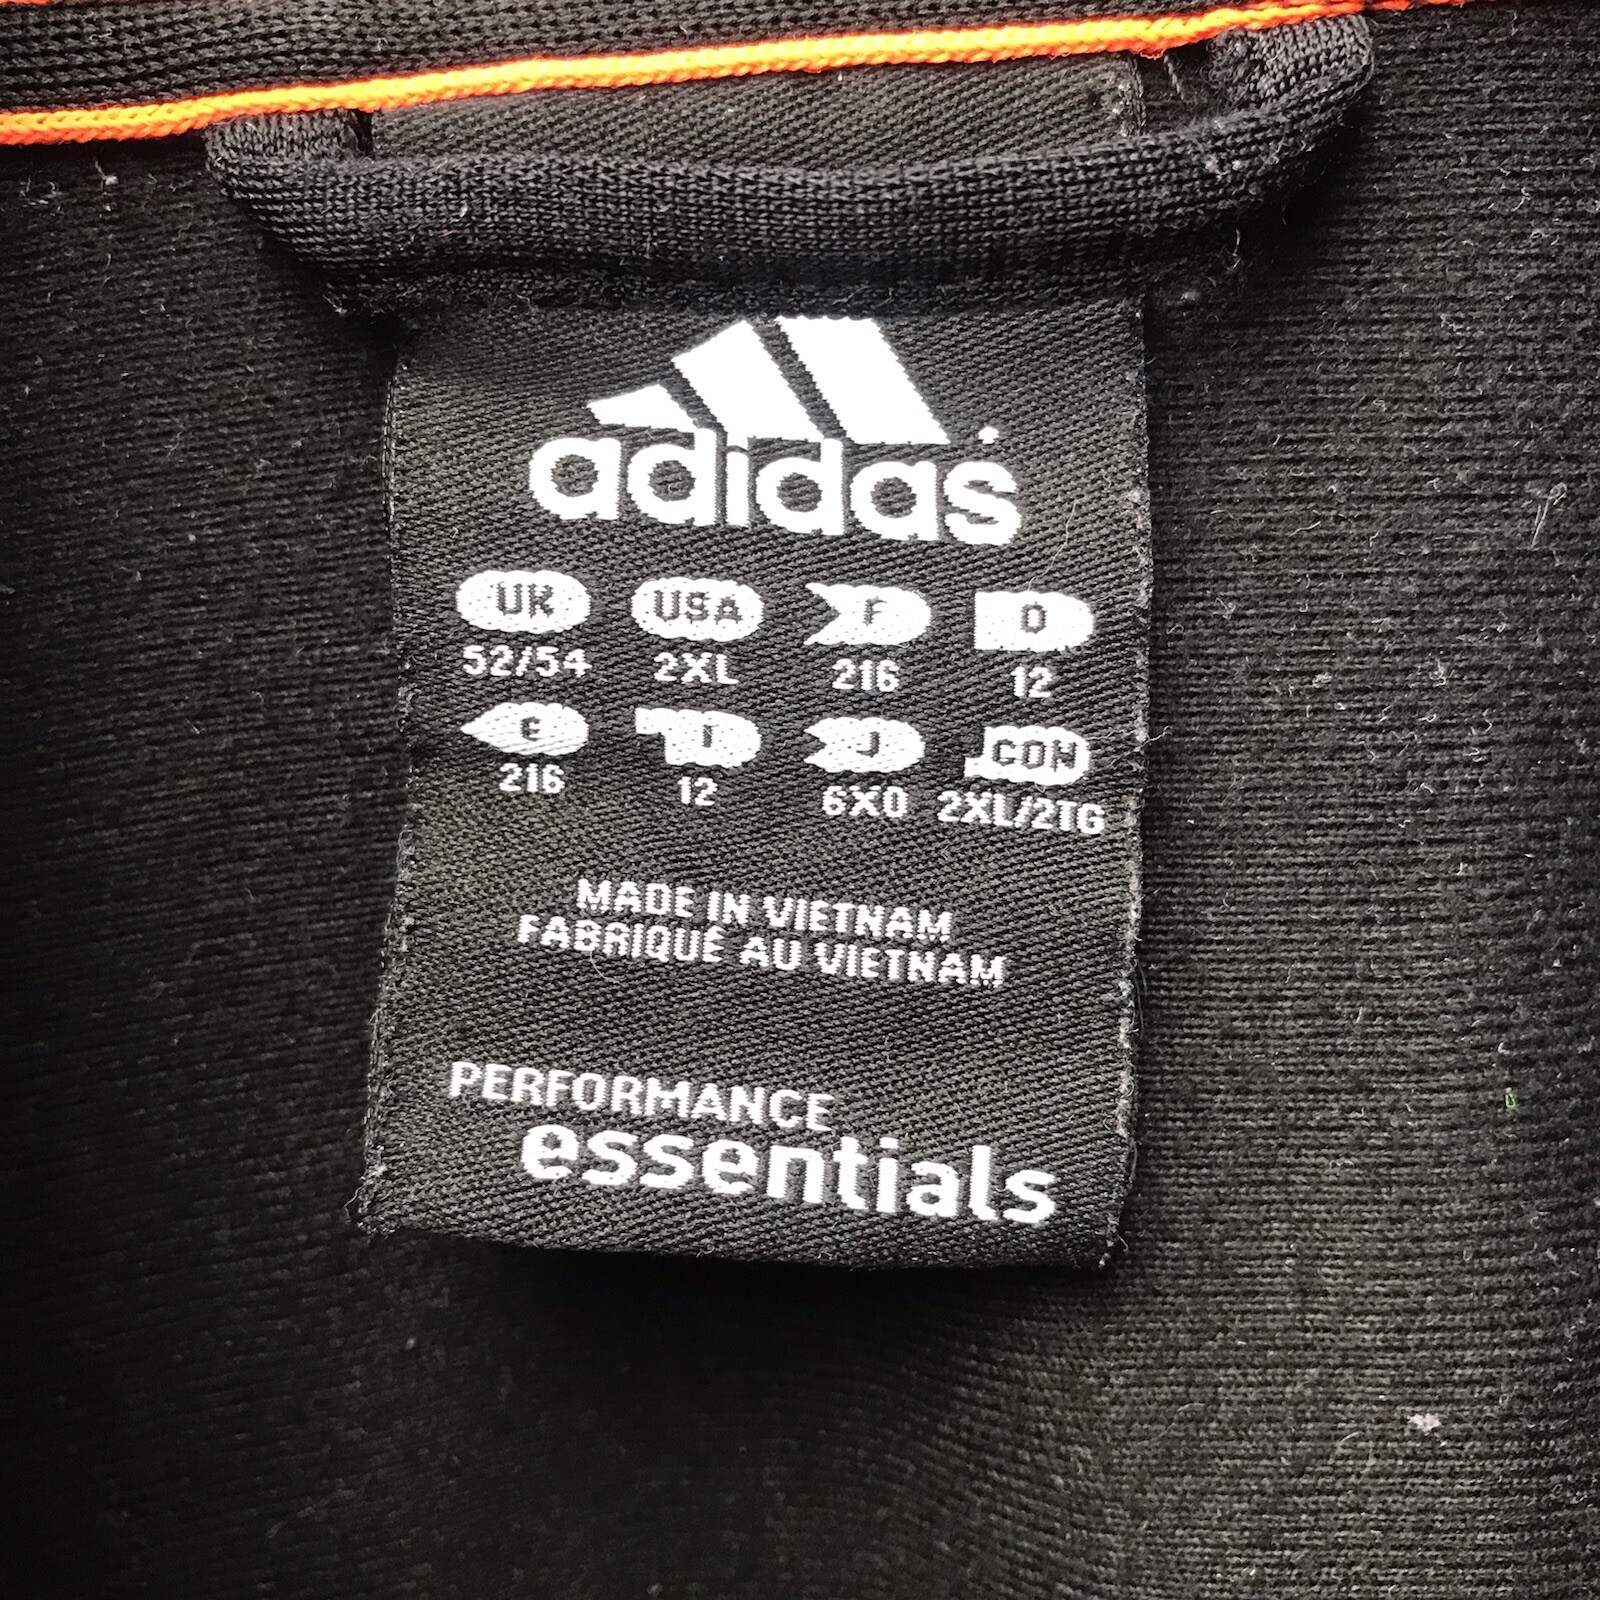 adidas
UK USA F D
52/54 2XL 216 12
E I J CON
216 12 6XO 2XL/2TG
MADE IN VIETNAM
FABRIQUÉ AU VIETNAM
PERFORMANCE
essentials